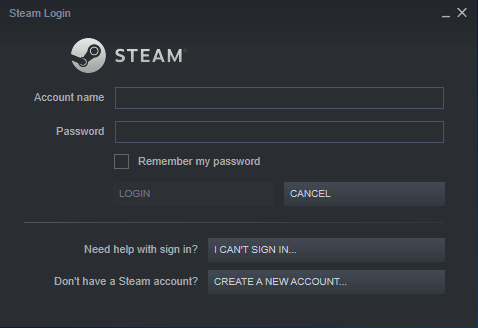 Steam Login
STEAM
Account name
Password
Remember my password
LOGIN
CANCEL
Need help with sign in?
I CAN'T SIGN IN...
Don't have a Steam account?
CREATE A NEW ACCOUNT...